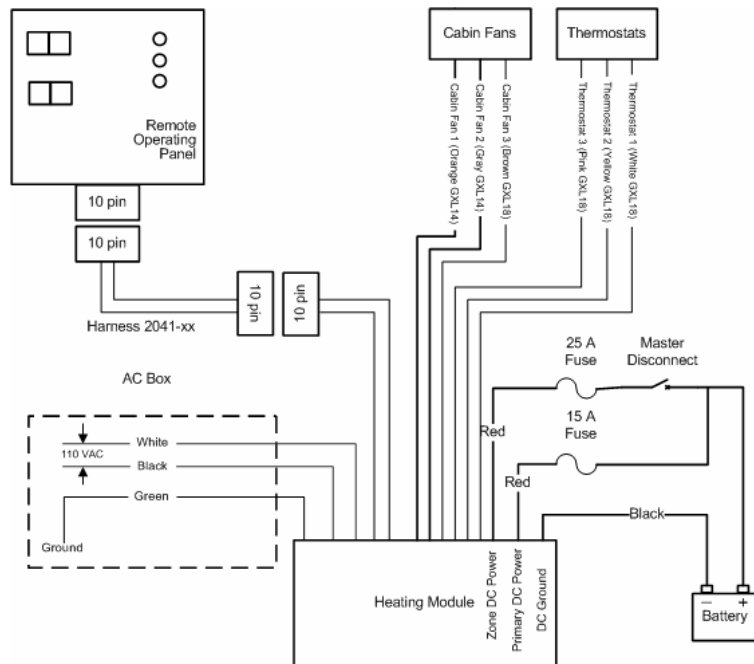 Remote
Operating
Panel
10 pin
10 pin
Harness 2041-xx
10 pin
10 pin
Cabin Fans
Cabin Fan 1 (Orange GXL14)
Cabin Fan 2 (Gray GXL14)
Cabin Fan 3 (Brown GXL18)
Thermostats
Thermostat 3 (Pink GXL18)
Thermostat 2 (Yellow GXL18)
Thermostat 1 (White GXL18)
25 A
Fuse
Master
Disconnect
15 A
Fuse
Red
Red
Black
AC Box
White
110 VAC
Black
Green
Ground
Heating Module
Zone DC Power
Primary DC Power
DC Ground
– +
Battery